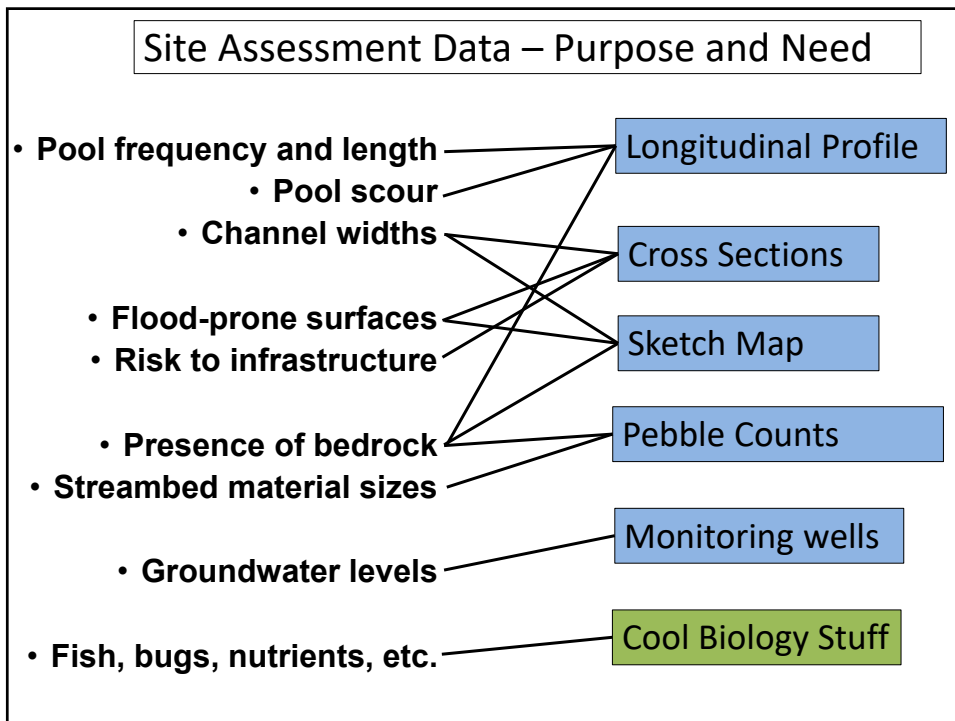 Site Assessment Data – Purpose and Need
• Pool frequency and length
• Pool scour
• Channel widths
• Flood-prone surfaces
• Risk to infrastructure
• Presence of bedrock
• Streambed material sizes
• Groundwater levels
• Fish, bugs, nutrients, etc.
Longitudinal Profile
Cross Sections
Sketch Map
Pebble Counts
Monitoring wells
Cool Biology Stuff